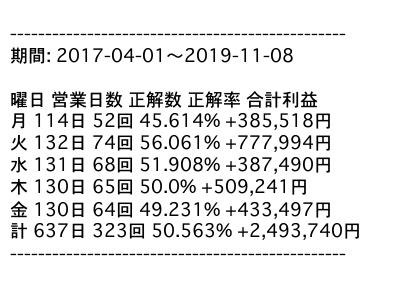 ------------------------------------------------
期間: 2017-04-01〜2019-11-08
曜日 営業日数 正解数 正解率 合計利益
月 114日 52回 45.614% +385,518円
火 132日 74回 56.061% +777,994円
水 131日 68回 51.908% +387,490円
木 130日 65回 50.0% +509,241円
金 130日 64回 49.231% +433,497円
計 637日 323回 50.563% +2,493,740円
------------------------------------------------